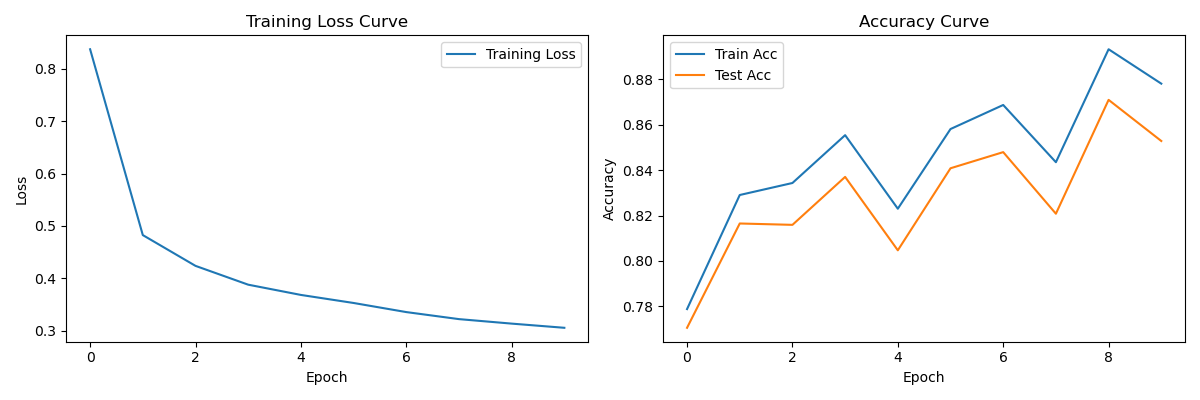 Training Loss Curve
Training Loss
0.8
0.7
0.6
0.5
0.4
0.3
0 2 4 6 8
Loss
Epoch
Accuracy Curve
Train Acc
Test Acc
0.88
0.86
0.84
0.82
0.80
0.78
0 2 4 6 8
Accuracy
Epoch